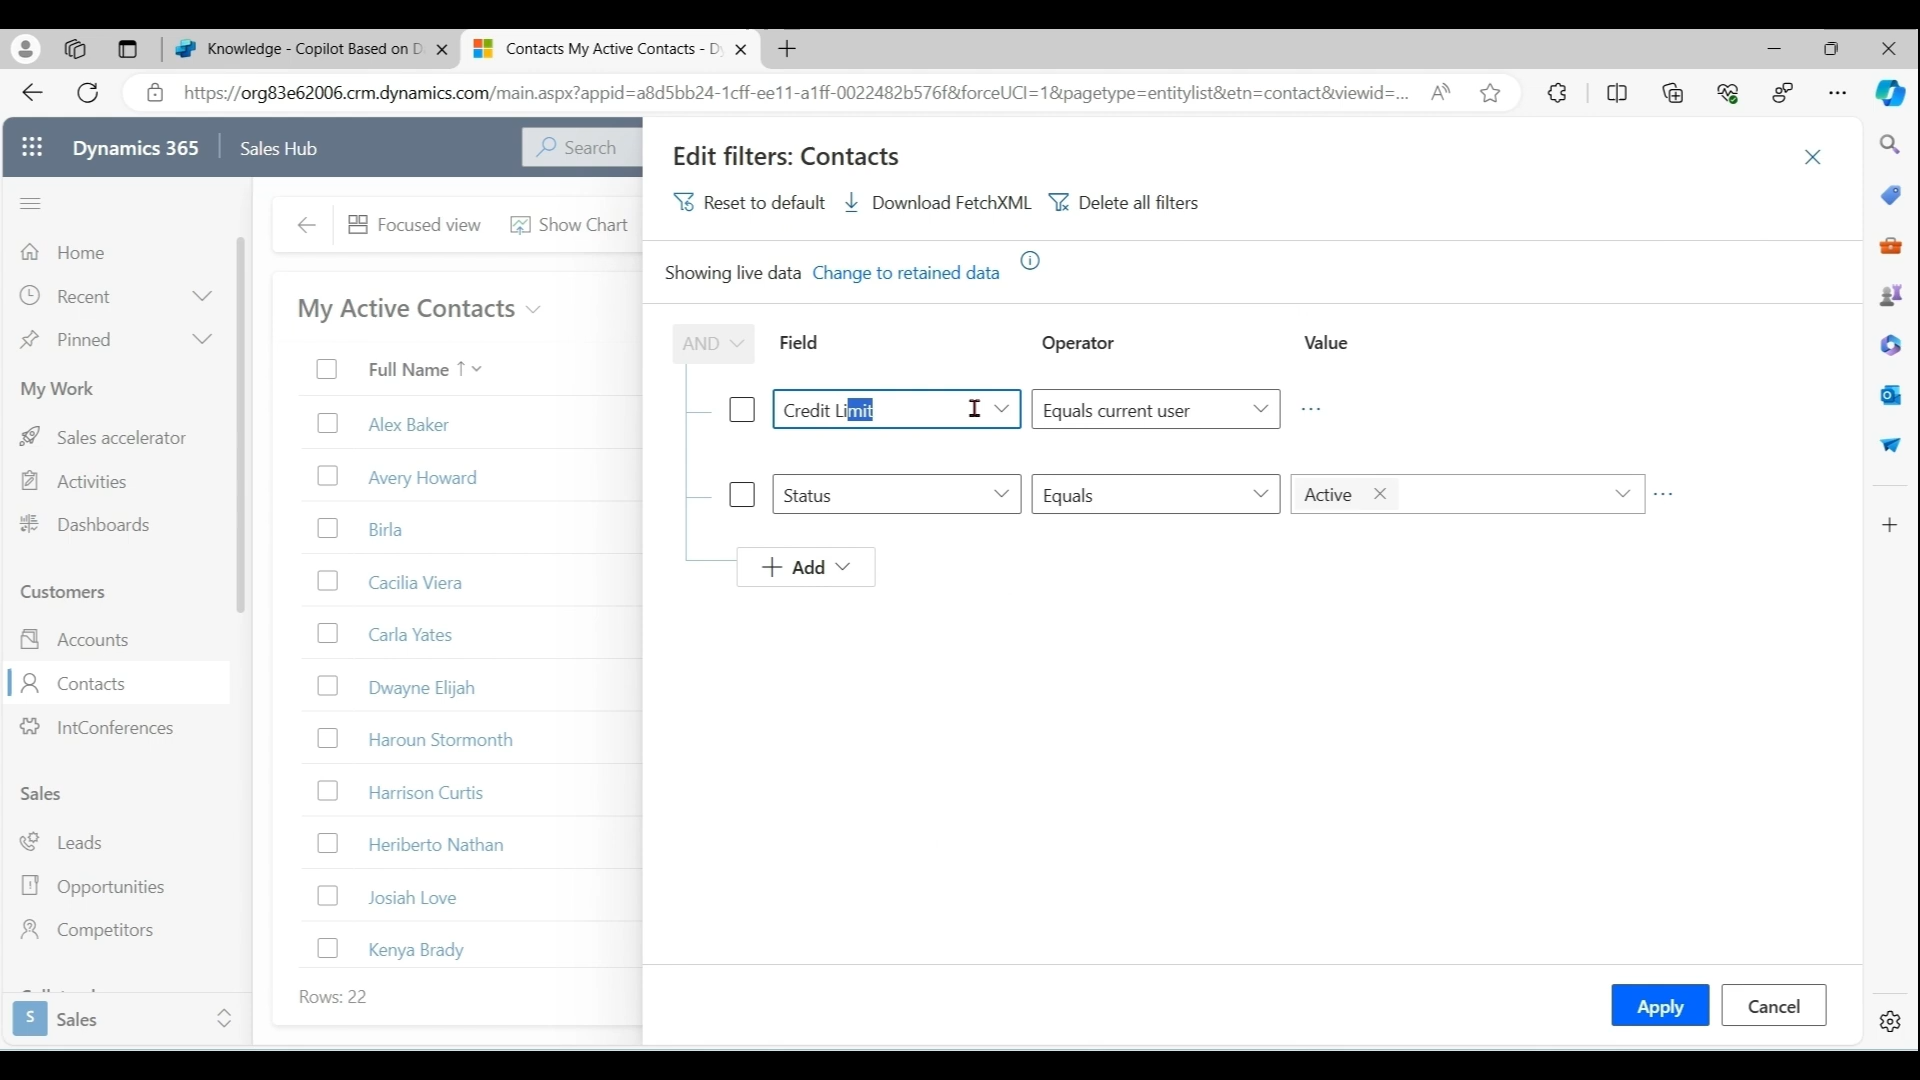 Knowledge - Copilot Based on D
Contacts My Active Contacts - Dy
https://org83e62006.crm.dynamics.com/main.aspx?appid=a8d5bb24-1cff-ee11-a1ff-0022482b576f&forceUCI=1&pagetype=entitylist&etn=contact&viewid=...
Dynamics 365
Sales Hub
Search
Home
Recent
Pinned
My Work
Sales accelerator
Activities
Dashboards
Customers
Accounts
Contacts
IntConferences
Sales
Leads
Opportunities
Competitors
S Sales
Focused view
Show Chart
My Active Contacts
Full Name
Alex Baker
Avery Howard
Birla
Cacilia Viera
Carla Yates
Dwayne Elijah
Haroun Stormonth
Harrison Curtis
Heriberto Nathan
Josiah Love
Kenya Brady
Rows: 22
Edit filters: Contacts
Reset to default Download FetchXML Delete all filters
Showing live data Change to retained data
AND Field Operator Value
Credit Limit Equals current user
Status Equals Active
Add
Apply Cancel